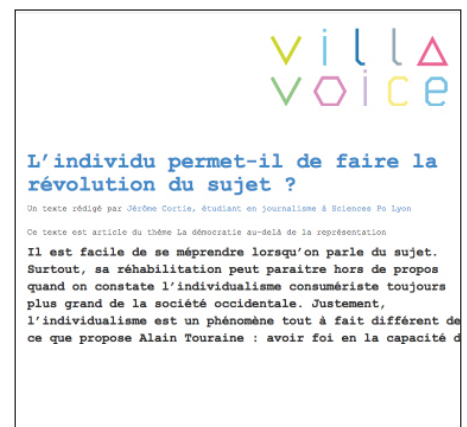 villa
voice
L'individu permet-il de faire la
révolution du sujet ?
Un texte rédigé par Jérôme Cortie, étudiant en journalisme à Sciences Po Lyon
Ce texte est article du thème La démocratie au-delà de la représentation
Il est facile de se méprendre lorsqu'on parle du sujet.
Surtout, sa réhabilitation peut paraitre hors de propos
quand on constate l'individualisme consumériste toujours
plus grand de la société occidentale. Justement,
l'individualisme est un phénomène tout à fait différent de
ce que propose Alain Touraine : avoir foi en la capacité d